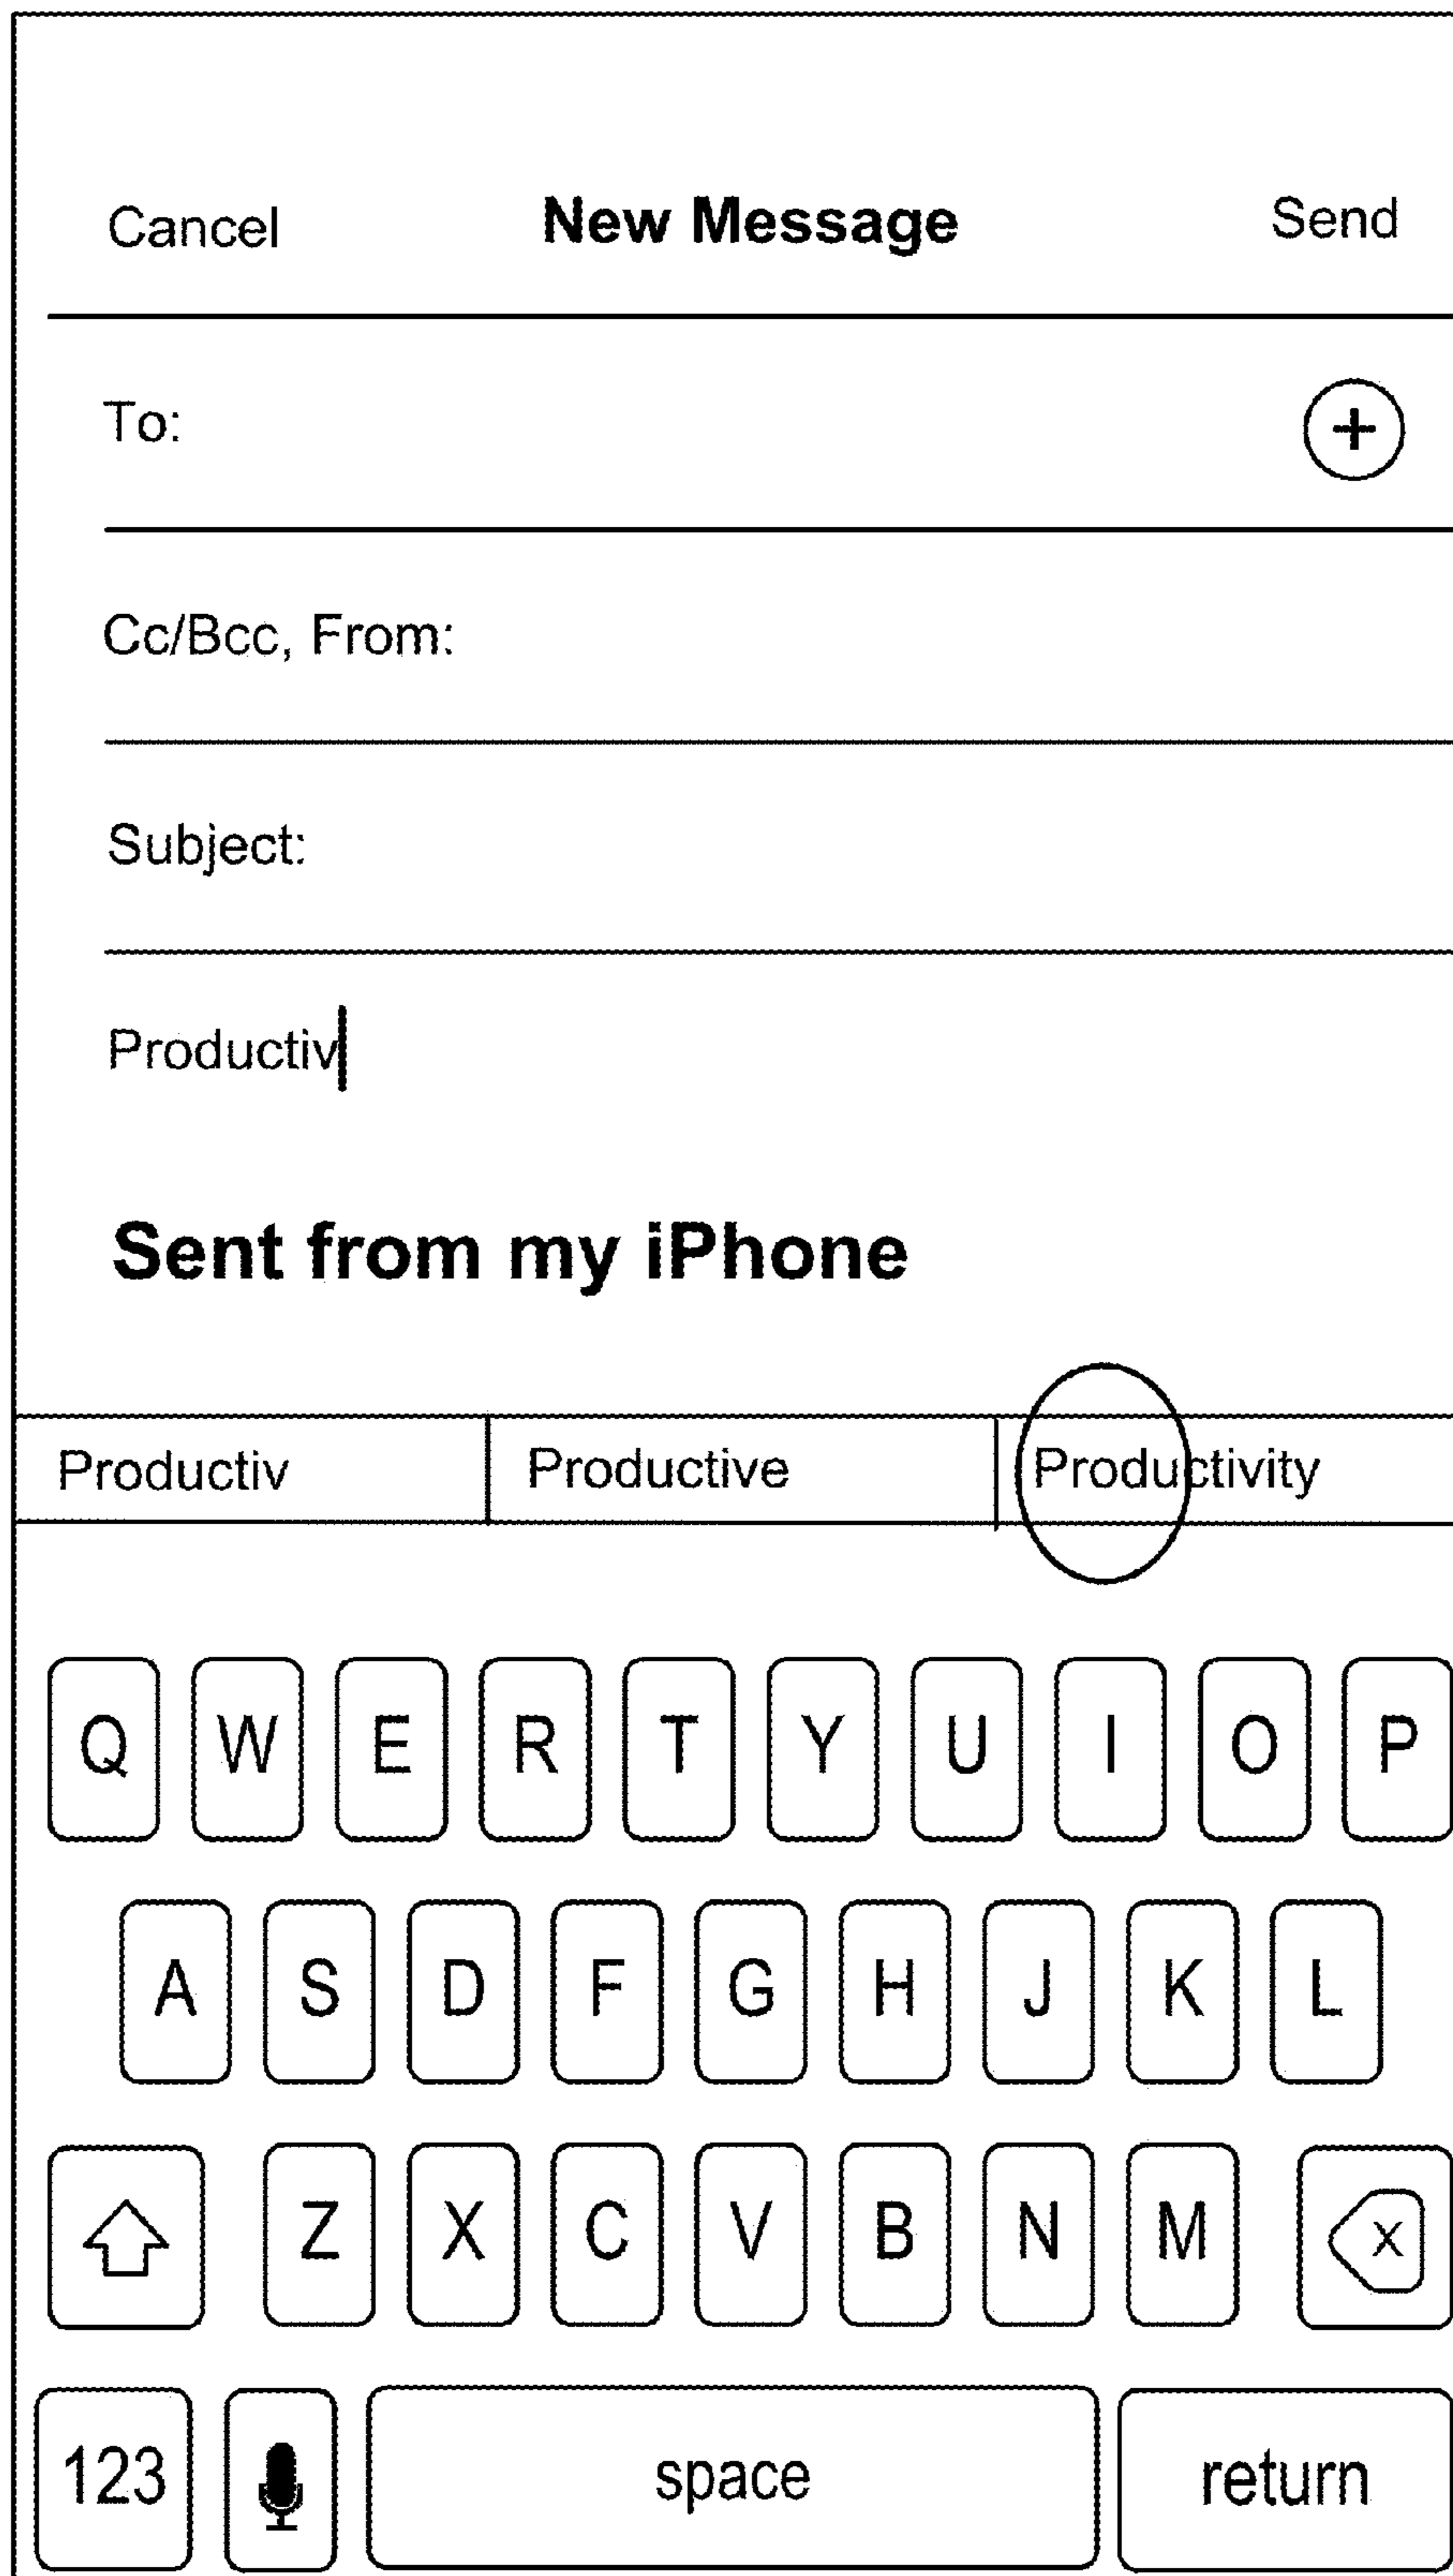 Cancel New Message Send
To: +
Cc/Bcc, From:
Subject:
Productiv
Sent from my iPhone
Productiv Productive Productivity
Q W E R T Y U I O P
A S D F G H J K L
Z X C V B N M X
123 space return